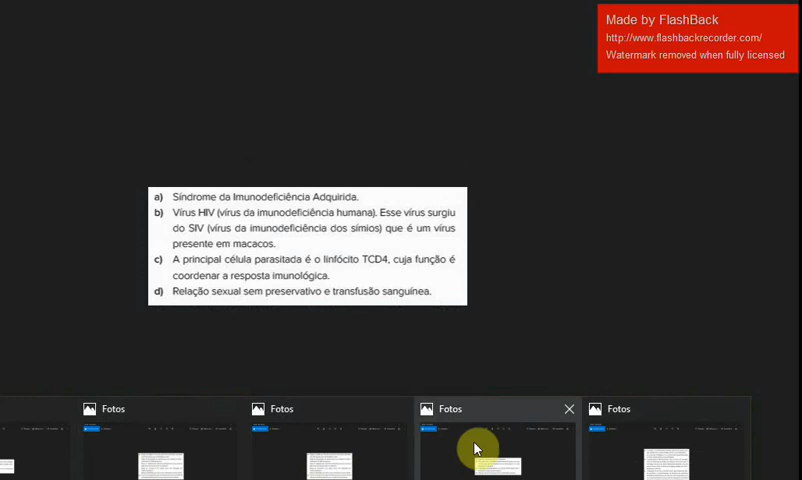 Made by FlashBack
http://www.flashbackrecorder.com/
Watermark removed when fully licensed
a) Síndrome da Imunodeficiência Adquirida.
b) Vírus HIV (vírus da imunodeficiência humana). Esse vírus surgiu
do SIV (vírus da imunodeficiência dos símios) que é um vírus
presente em macacos.
c) A principal célula parasitada é o linfócito TCD4, cuja função é
coordenar a resposta imunológica.
d) Relação sexual sem preservativo e transfusão sanguínea.
Fotos
Fotos
Fotos
Fotos